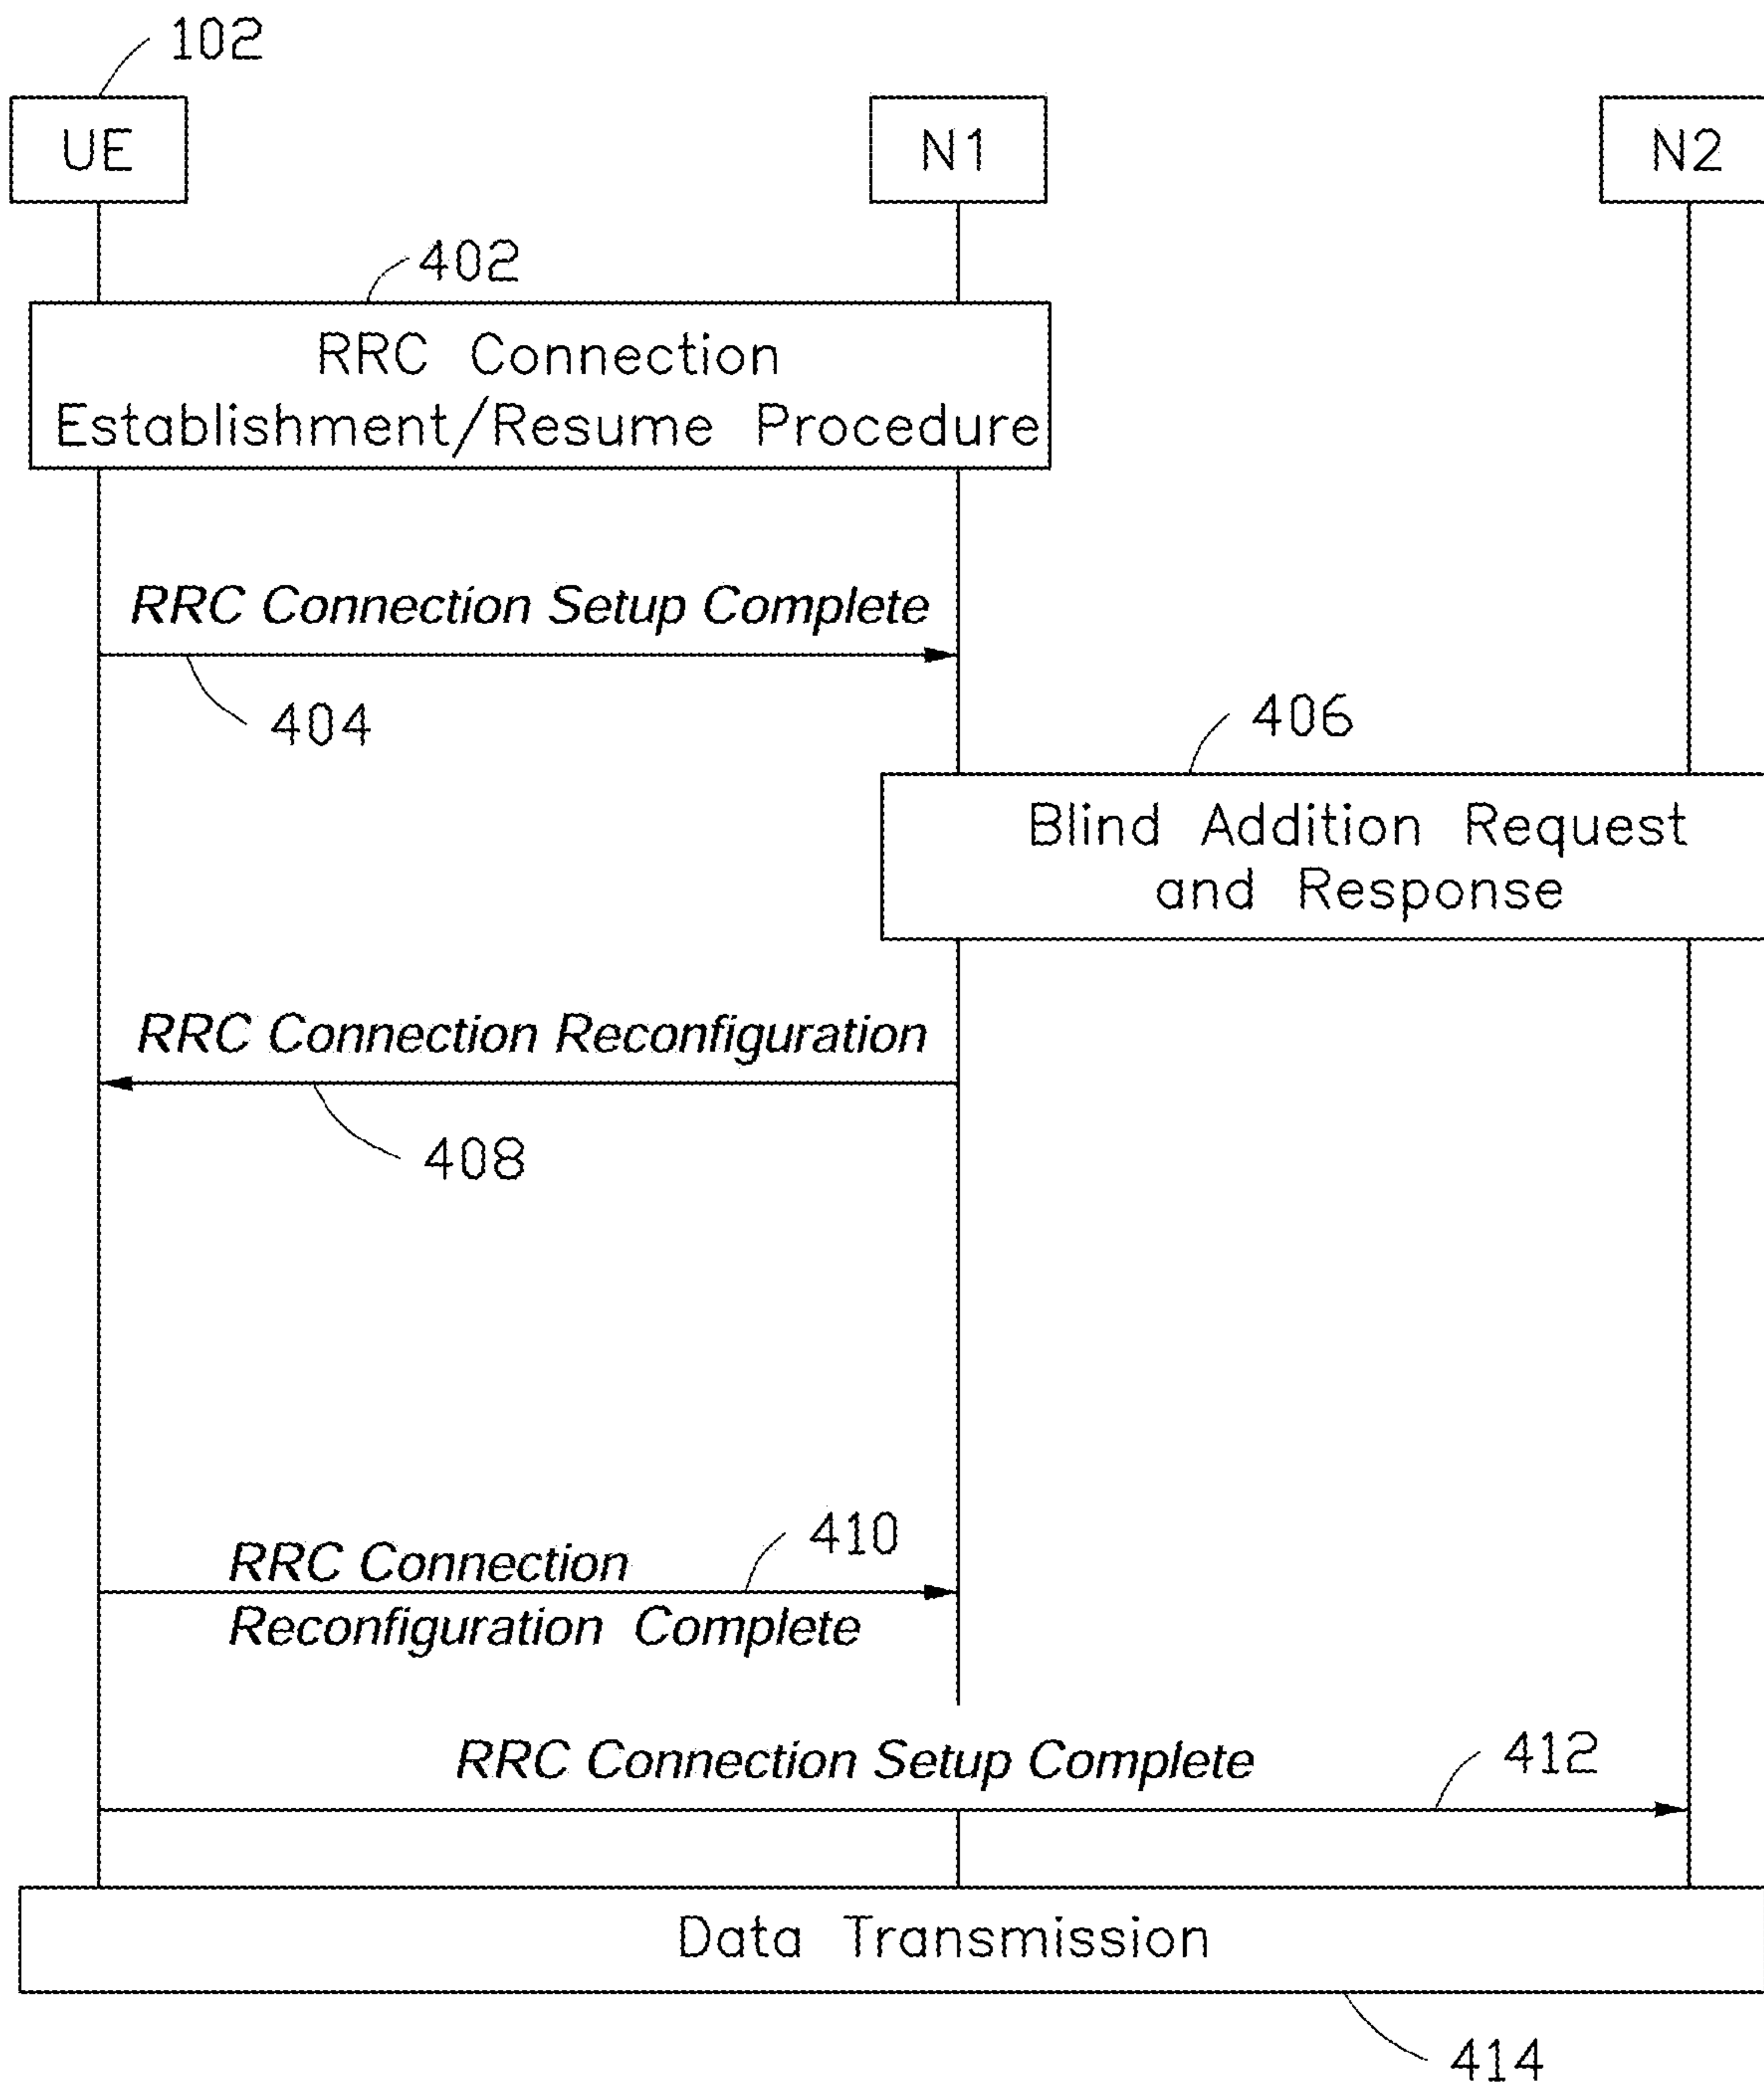 102
UE
N1
N2
402
RRC Connection
Establishment/Resume Procedure
RRC Connection Setup Complete
404
406
Blind Addition Request
and Response
RRC Connection Reconfiguration
408
410
RRC Connection
Reconfiguration Complete
RRC Connection Setup Complete
412
Data Transmission
414